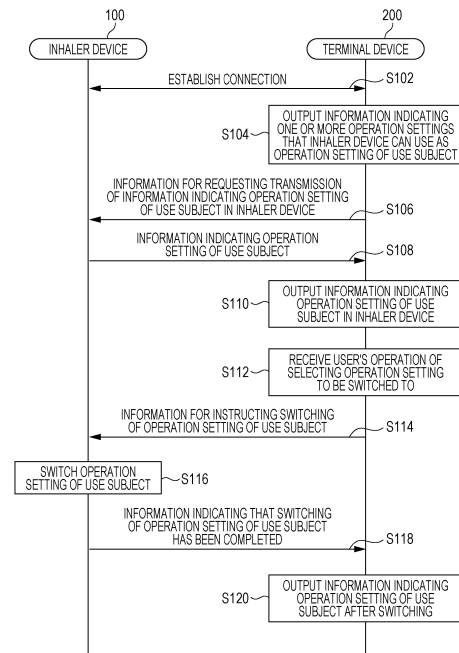 100
200
INHALER DEVICE
TERMINAL DEVICE
ESTABLISH CONNECTION
S102
S104
OUTPUT INFORMATION INDICATING
ONE OR MORE OPERATION SETTINGS
THAT INHALER DEVICE CAN USE AS
OPERATION SETTING OF USE SUBJECT
INFORMATION FOR REQUESTING TRANSMISSION
OF INFORMATION INDICATING OPERATION SETTING
OF USE SUBJECT IN INHALER DEVICE
S106
INFORMATION INDICATING OPERATION
SETTING OF USE SUBJECT
S108
S110
OUTPUT INFORMATION INDICATING
OPERATION SETTING OF USE
SUBJECT IN INHALER DEVICE
S112
RECEIVE USER'S OPERATION OF
SELECTING OPERATION SETTING
TO BE SWITCHED TO
INFORMATION FOR INSTRUCTING SWITCHING
OF OPERATION SETTING OF USE SUBJECT
S114
SWITCH OPERATION
SETTING OF USE SUBJECT
S116
INFORMATION INDICATING THAT SWITCHING
OF OPERATION SETTING OF USE SUBJECT
HAS BEEN COMPLETED
S118
S120
OUTPUT INFORMATION INDICATING
OPERATION SETTING OF USE
SUBJECT AFTER SWITCHING